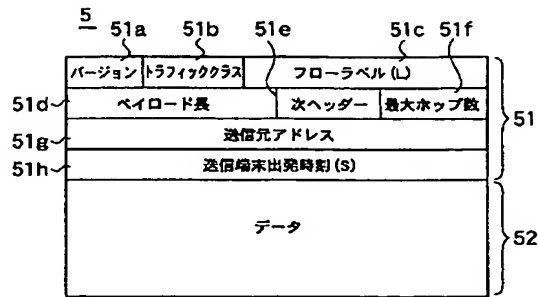 5
51a 51b 51e 51c 51f
バージョン トラフィッククラス フローラベル(L)
51d ペイロード長 次ヘッダー 最大ホップ数 51
51g 送信元アドレス
51h 送信端末出発時刻(S)
データ 52